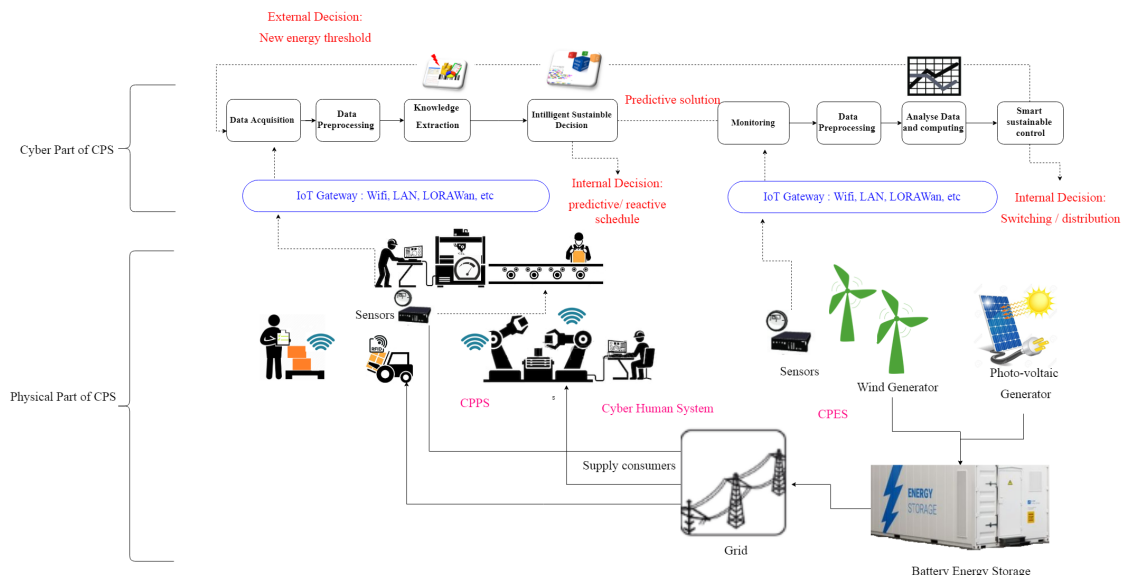 External Decision:
New energy threshold
Data Acquisition
Data
Preprocessing
Knowledge
Extraction
Intilligent Sustainable
Decision
Predictive solution
Monitoring
Data
Preprocessing
Analyse Data
and computing
Smart
sustainable
control
Cyber Part of CPS
IoT Gateway : Wifi, LAN, LORAWan, etc
Internal Decision:
predictive/ reactive
schedule
IoT Gateway : Wifi, LAN, LORAWan, etc
Internal Decision:
Switching / distribution
Sensors
Sensors
Wind Generator
Photo-voltaic
Generator
Physical Part of CPS
CPPS
s
Cyber Human System
CPES
Supply consumers
Grid
ENERGY
STORAGE
Battery Energy Storage